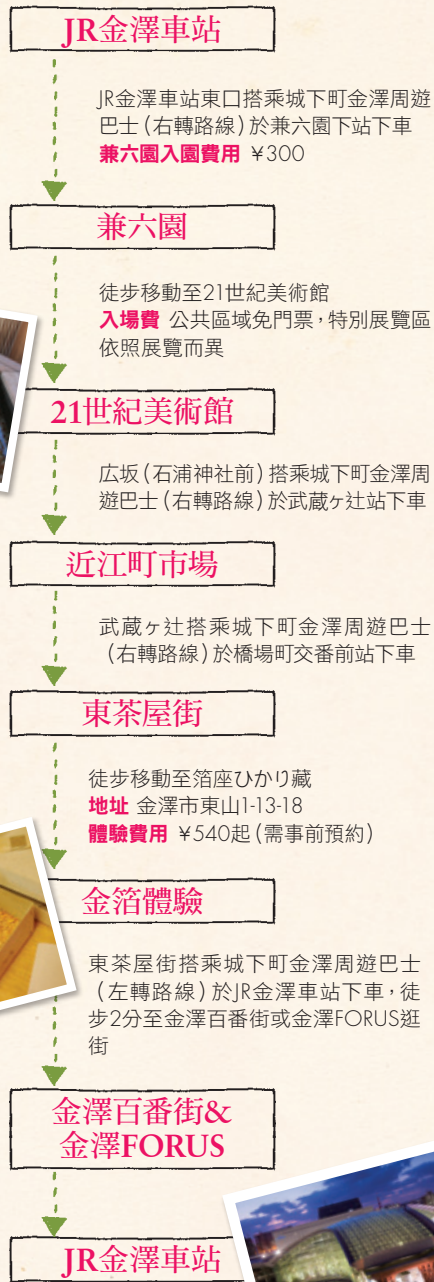 JR金澤車站
JR金澤車站東口搭乘城下町金澤周遊
巴士（右轉路線）於兼六園下站下車
兼六園入園費用 ¥300
兼六園
徒步移動至21世紀美術館
入場費 公共區域免門票，特別展覽區
依照展覽而異
21世紀美術館
広坂（石浦神社前）搭乘城下町金澤周
遊巴士（右轉路線）於武蔵ヶ辻站下車
近江町市場
武蔵ヶ辻搭乘城下町金澤周遊巴士
（右轉路線）於橋場町交番前站下車
東茶屋街
徒步移動至箔座ひかり藏
地址 金澤市東山1-13-18
體驗費用 ¥540起（需事前預約）
金箔體驗
東茶屋街搭乘城下町金澤周遊巴士
（左轉路線）於JR金澤車站下車，徒
步2分至金澤百番街或金澤FORUS逛
街
金澤百番街&
金澤FORUS
JR金澤車站